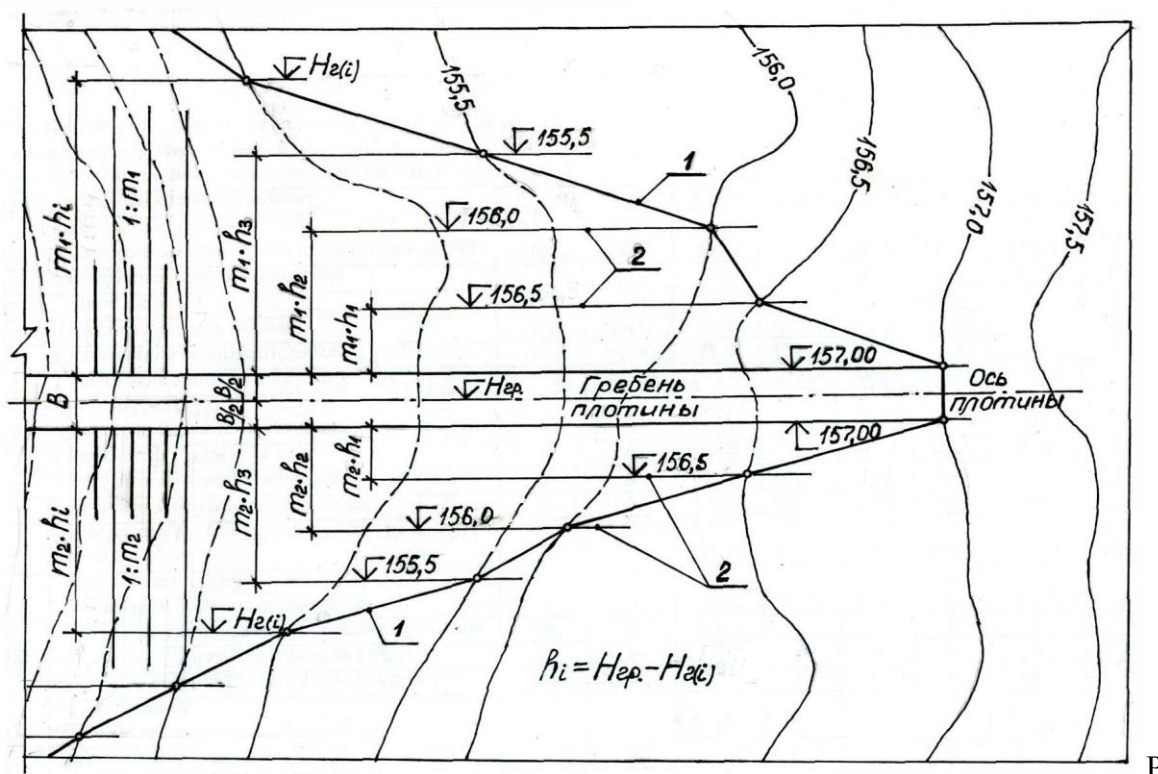 Hг(i)
155,5
156,0
156,5
157,0
157,5
155,5
1
158,0
2
156,5
m₁·hᵢ
1:m₁
m₁·h₃
m₁·h₂
m₁·h₁
157,00
B
B/2
B/2
Hгр.
Гребень
плотины
Ось
плотины
157,00
m₂·hᵢ
1:m₂
m₂·h₃
m₂·h₂
m₂·h₁
156,5
156,0
155,5
2
Hг(i)
1
hᵢ = Hгр. − Hг(i)
Р